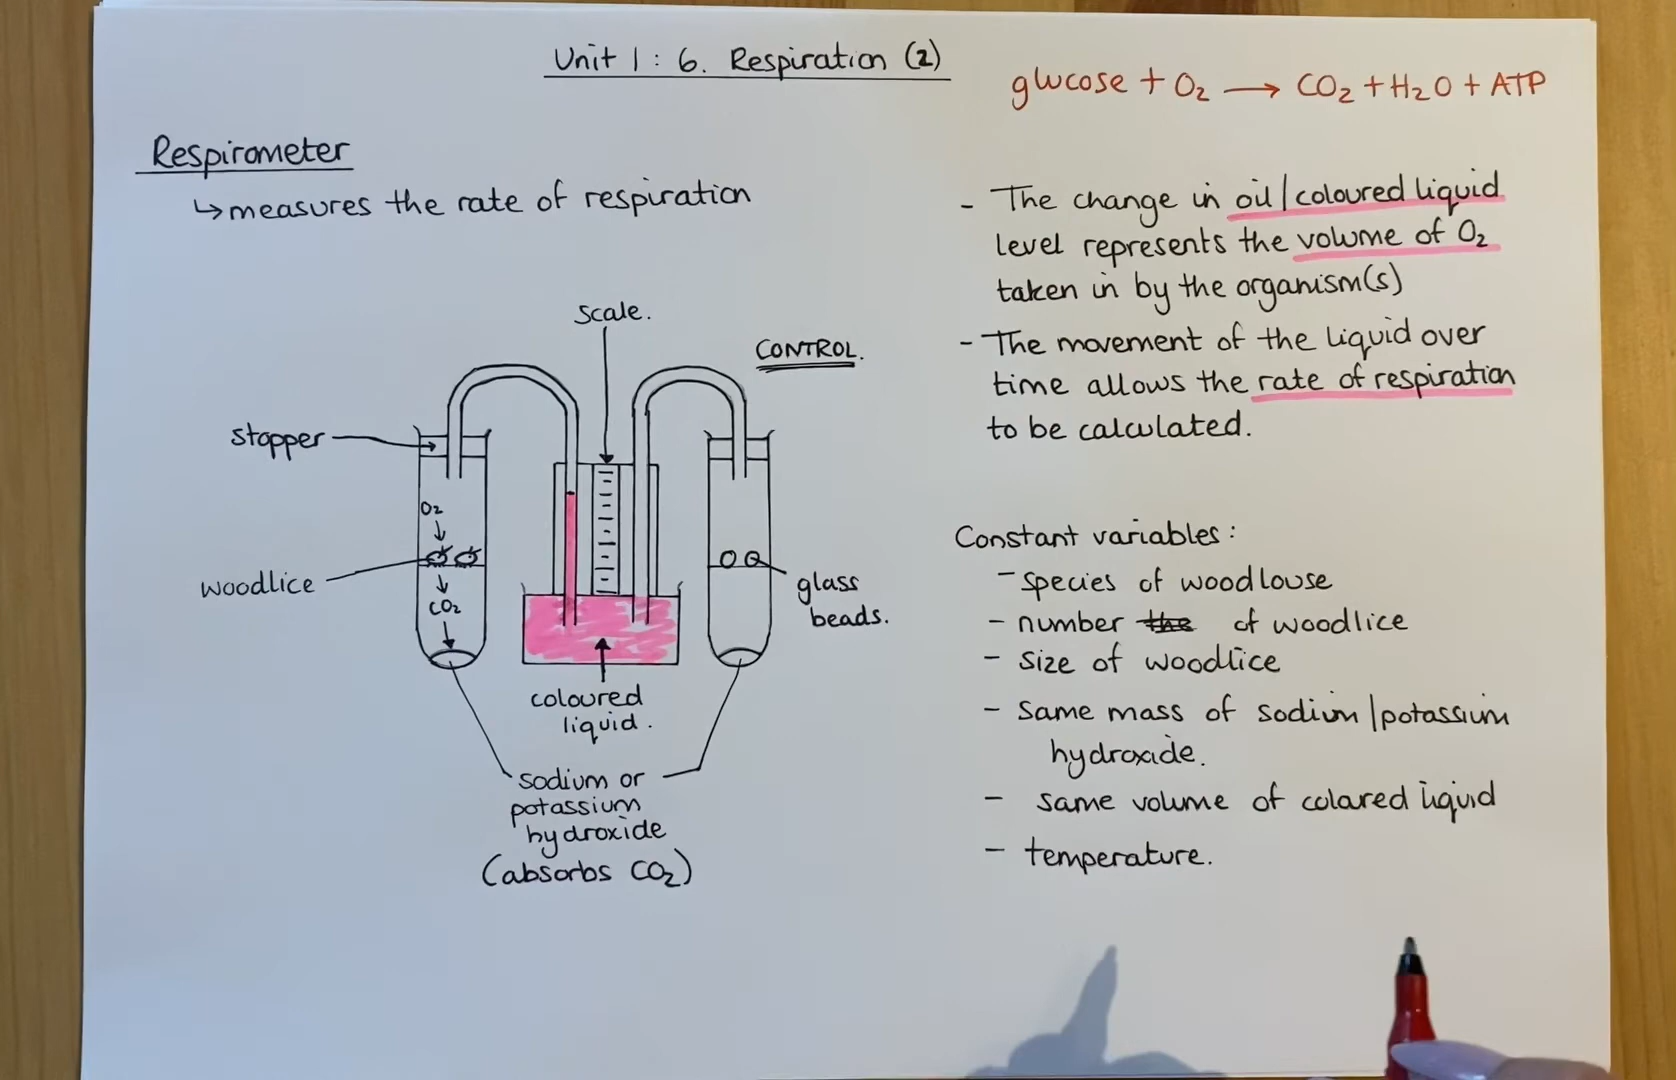 Unit 1 : 6. Respiration (2)
glucose + O₂ → CO₂ + H₂O + ATP
Respirometer
↳ measures the rate of respiration
scale.
CONTROL.
stopper
O₂
woodlice
CO₂
glass
beads.
coloured
liquid.
sodium or
potassium
hydroxide
(absorbs CO₂)
- The change in oil/coloured liquid
level represents the volume of O₂
taken in by the organism(s)
- The movement of the liquid over
time allows the rate of respiration
to be calculated.
Constant variables :
- species of woodlouse
- number the of woodlice
- size of woodlice
- same mass of sodium/potassium
hydroxide.
- same volume of colared liquid
- temperature.